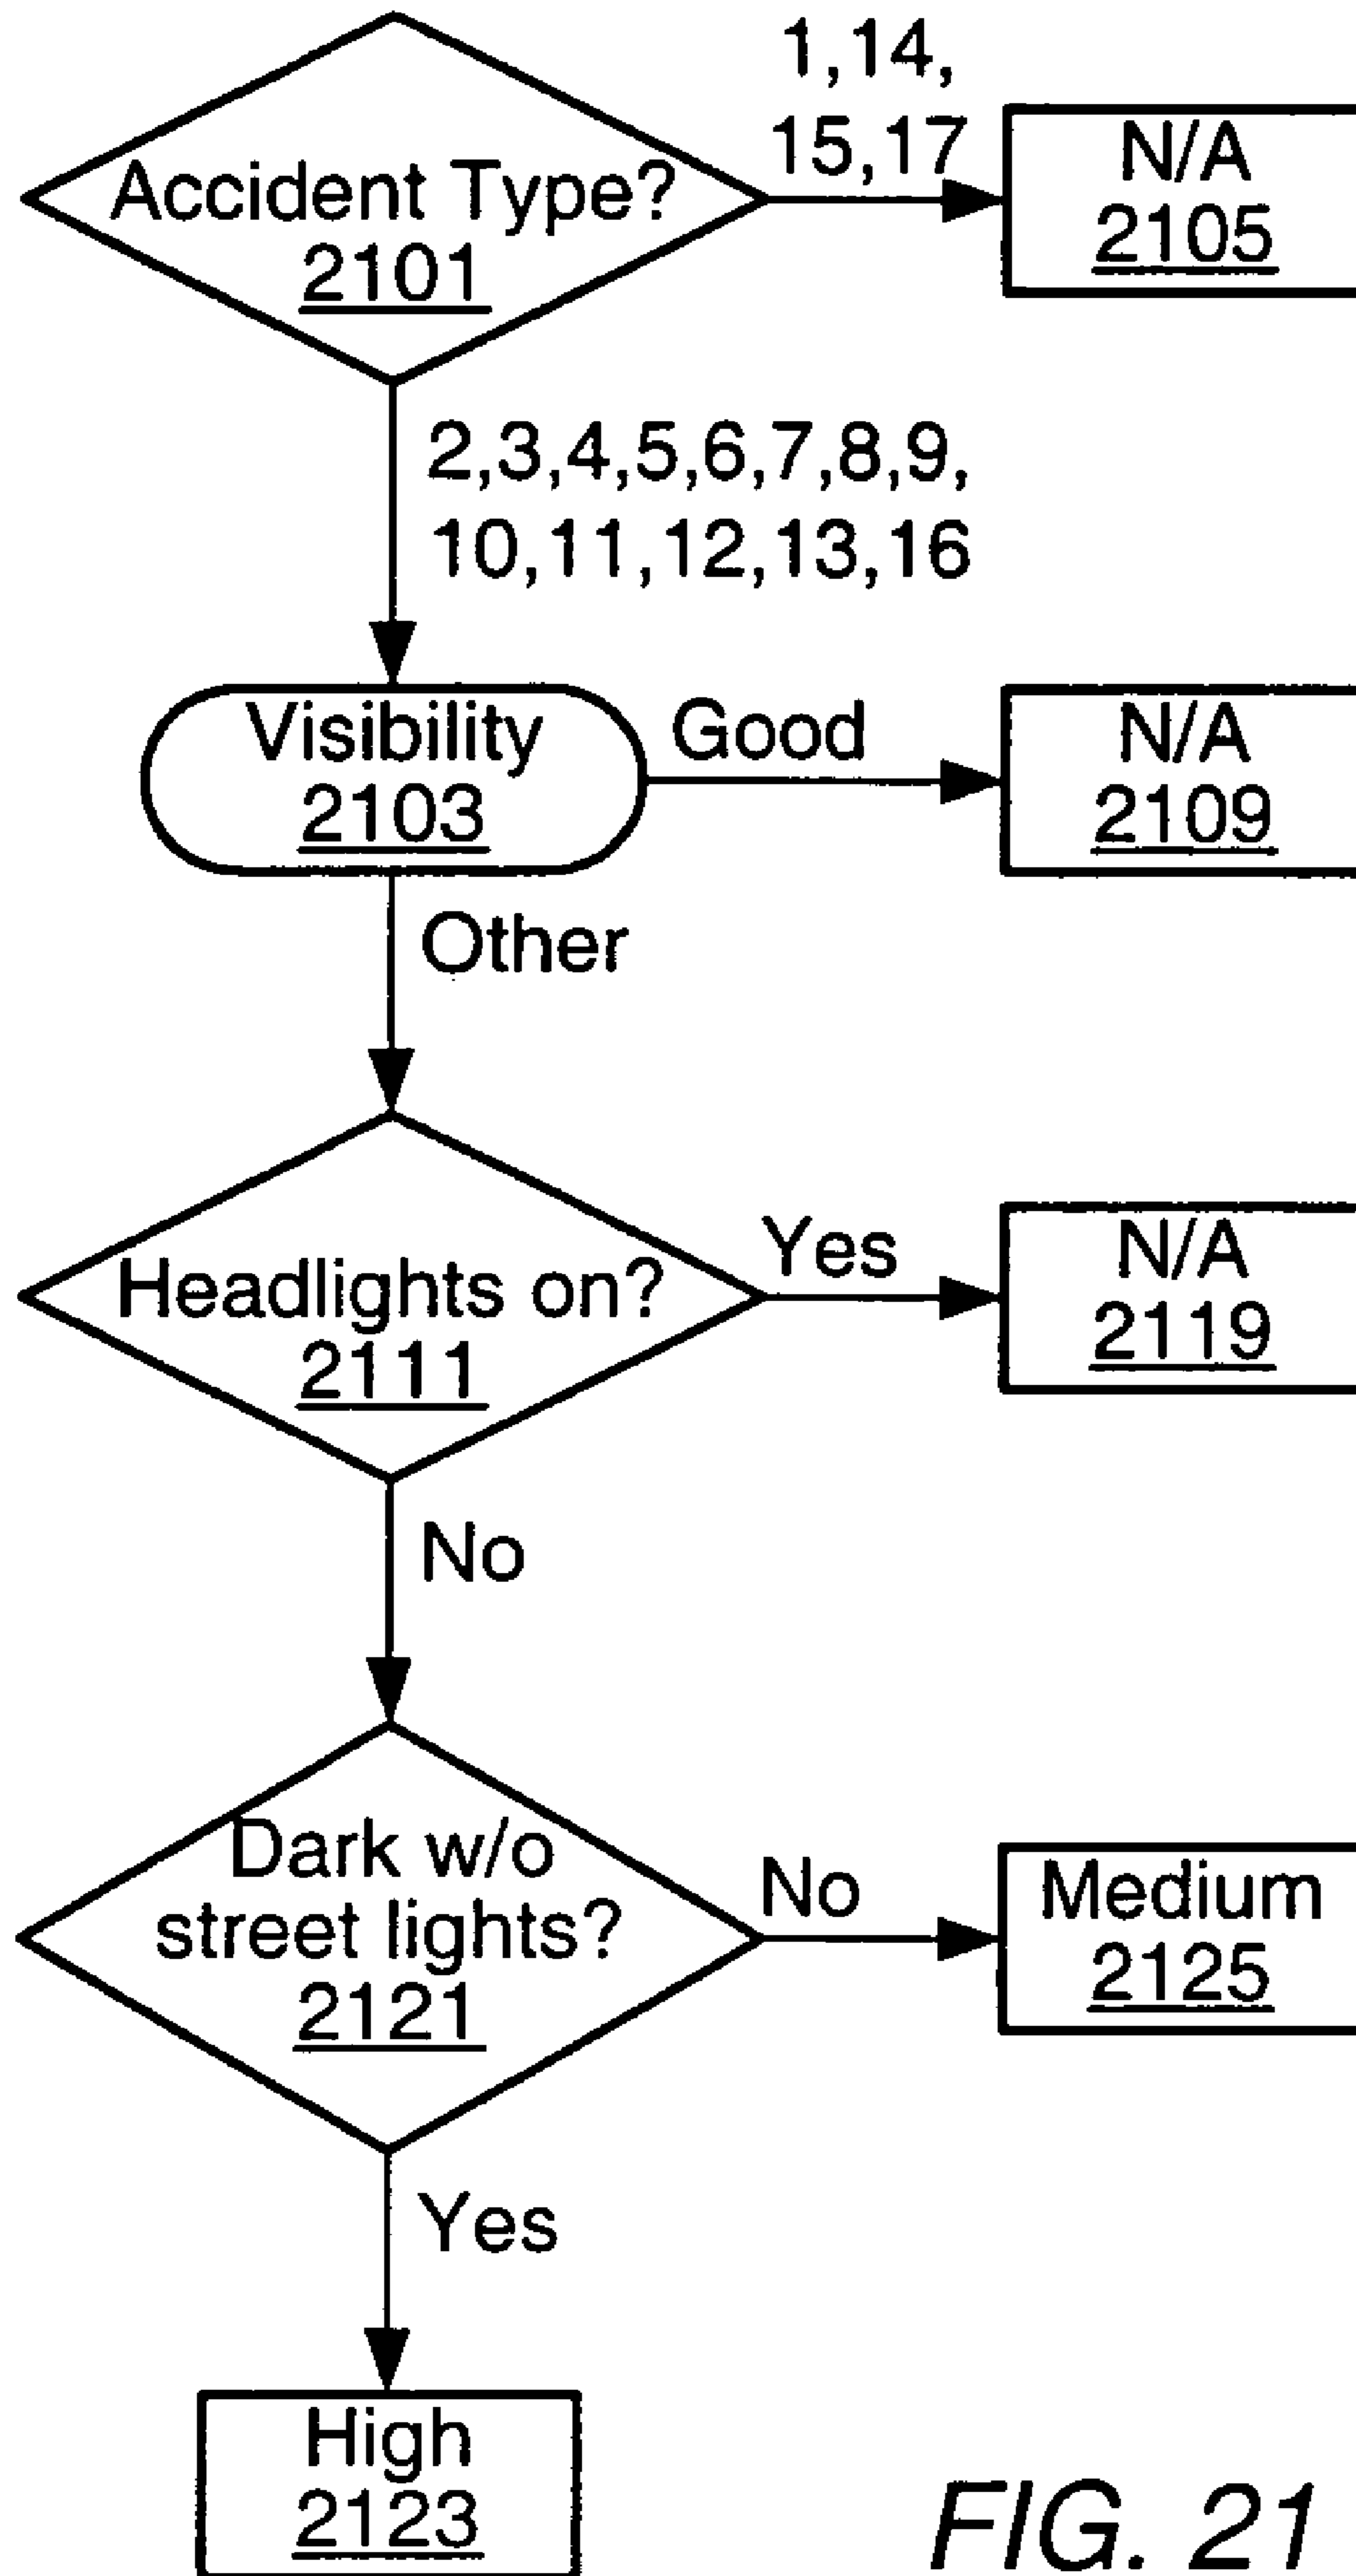 1,14,
15,17
Accident Type?
2101
N/A
2105
2,3,4,5,6,7,8,9,
10,11,12,13,16
Visibility
2103
Good
N/A
2109
Other
Headlights on?
2111
Yes
N/A
2119
No
Dark w/o
street lights?
2121
No
Medium
2125
Yes
High
2123
FIG. 21